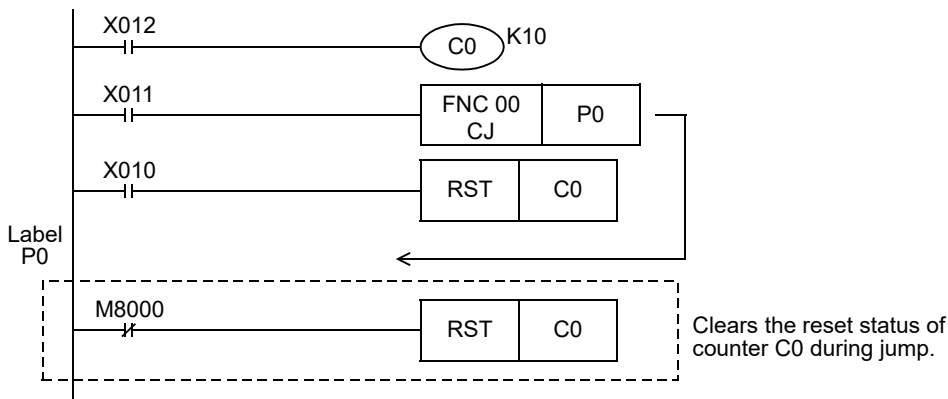 X012
C0
K10
X011
FNC 00
CJ
P0
X010
RST
C0
Label
P0
M8000
RST
C0
Clears the reset status of
counter C0 during jump.